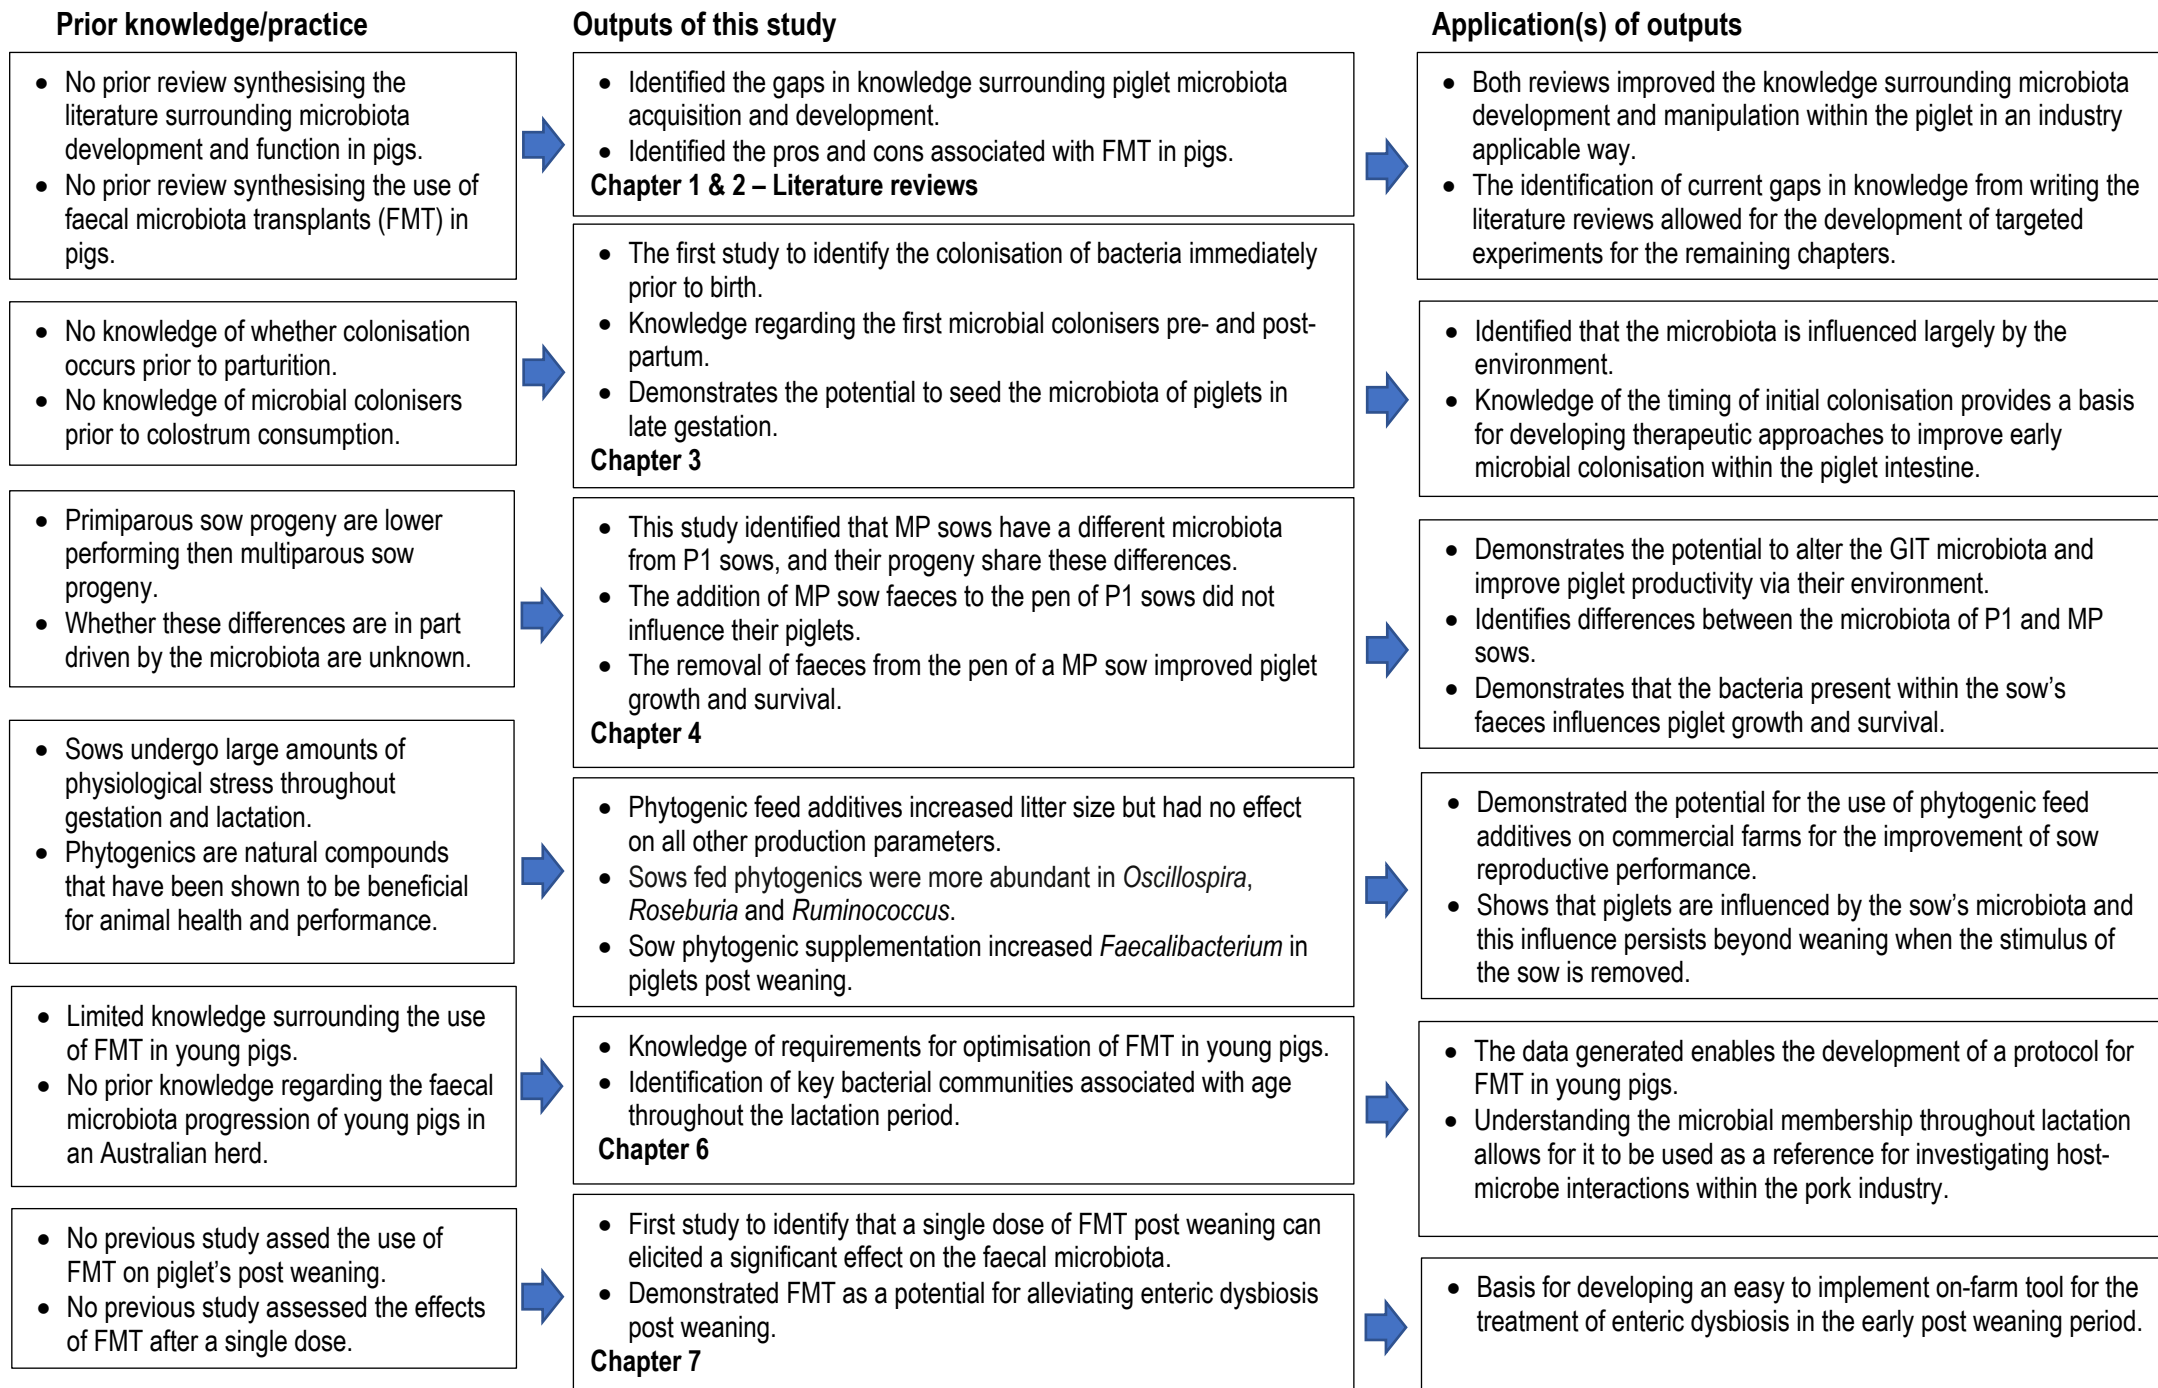 Prior knowledge/practice
Outputs of this study
Application(s) of outputs
• No prior review synthesising the
literature surrounding microbiota
development and function in pigs.
• No prior review synthesising the use of
faecal microbiota transplants (FMT) in
pigs.
• Identified the gaps in knowledge surrounding piglet microbiota
acquisition and development.
• Identified the pros and cons associated with FMT in pigs.
Chapter 1 & 2 – Literature reviews
• Both reviews improved the knowledge surrounding microbiota
development and manipulation within the piglet in an industry
applicable way.
• The identification of current gaps in knowledge from writing the
literature reviews allowed for the development of targeted
experiments for the remaining chapters.
• No knowledge of whether colonisation
occurs prior to parturition.
• No knowledge of microbial colonisers
prior to colostrum consumption.
• The first study to identify the colonisation of bacteria immediately
prior to birth.
• Knowledge regarding the first microbial colonisers pre- and post-
partum.
• Demonstrates the potential to seed the microbiota of piglets in
late gestation.
Chapter 3
• Identified that the microbiota is influenced largely by the
environment.
• Knowledge of the timing of initial colonisation provides a basis
for developing therapeutic approaches to improve early
microbial colonisation within the piglet intestine.
• Primiparous sow progeny are lower
performing then multiparous sow
progeny.
• Whether these differences are in part
driven by the microbiota are unknown.
• This study identified that MP sows have a different microbiota
from P1 sows, and their progeny share these differences.
• The addition of MP sow faeces to the pen of P1 sows did not
influence their piglets.
• The removal of faeces from the pen of a MP sow improved piglet
growth and survival.
Chapter 4
• Demonstrates the potential to alter the GIT microbiota and
improve piglet productivity via their environment.
• Identifies differences between the microbiota of P1 and MP
sows.
• Demonstrates that the bacteria present within the sow's
faeces influences piglet growth and survival.
• Sows undergo large amounts of
physiological stress throughout
gestation and lactation.
• Phytogenics are natural compounds
that have been shown to be beneficial
for animal health and performance.
• Phytogenic feed additives increased litter size but had no effect
on all other production parameters.
• Sows fed phytogenics were more abundant in Oscillospira,
Roseburia and Ruminococcus.
• Sow phytogenic supplementation increased Faecalibacterium in
piglets post weaning.
• Demonstrated the potential for the use of phytogenic feed
additives on commercial farms for the improvement of sow
reproductive performance.
• Shows that piglets are influenced by the sow's microbiota and
this influence persists beyond weaning when the stimulus of
the sow is removed.
• Limited knowledge surrounding the use
of FMT in young pigs.
• No prior knowledge regarding the faecal
microbiota progression of young pigs in
an Australian herd.
• Knowledge of requirements for optimisation of FMT in young pigs.
• Identification of key bacterial communities associated with age
throughout the lactation period.
Chapter 6
• The data generated enables the development of a protocol for
FMT in young pigs.
• Understanding the microbial membership throughout lactation
allows for it to be used as a reference for investigating host-
microbe interactions within the pork industry.
• No previous study assed the use of
FMT on piglet's post weaning.
• No previous study assessed the effects
of FMT after a single dose.
• First study to identify that a single dose of FMT post weaning can
elicited a significant effect on the faecal microbiota.
• Demonstrated FMT as a potential for alleviating enteric dysbiosis
post weaning.
Chapter 7
• Basis for developing an easy to implement on-farm tool for the
treatment of enteric dysbiosis in the early post weaning period.